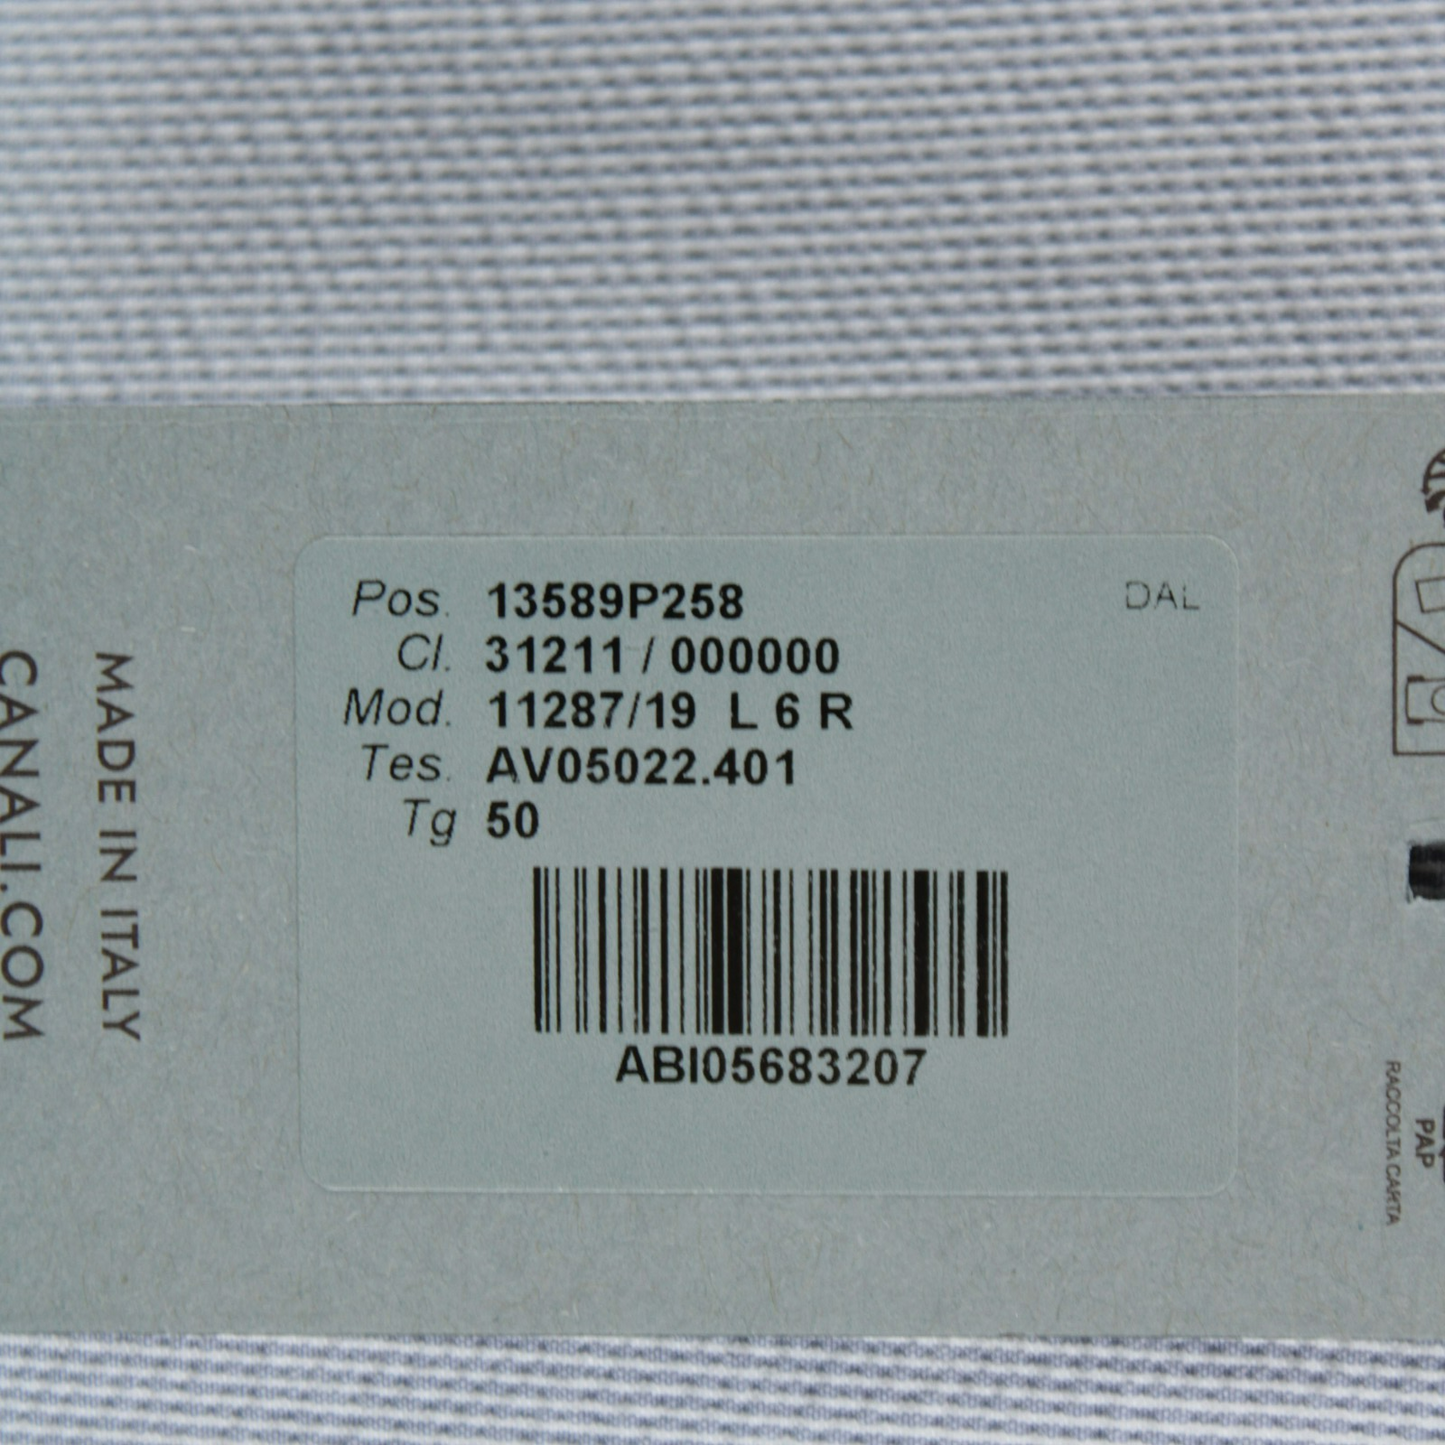 Pos. 13589P258
DAL
Cl. 31211 / 000000
Mod. 11287/19 L 6 R
Tes. AV05022.401
Tg 50
ABI05683207
MADE IN ITALY
CANALI.COM
PAP
RACCOLTA CARTA